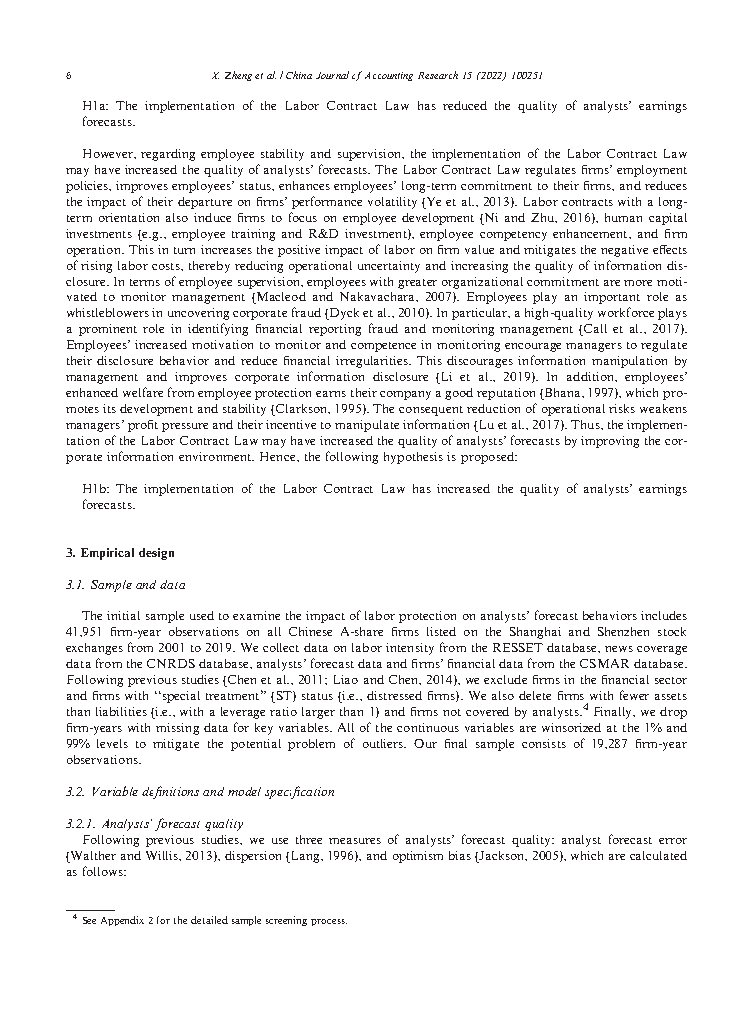 6
X. Zheng et al. / China Journal of Accounting Research 15 (2022) 100251
H1a: The implementation of the Labor Contract Law has reduced the quality of analysts' earnings
forecasts.
However, regarding employee stability and supervision, the implementation of the Labor Contract Law
may have increased the quality of analysts' forecasts. The Labor Contract Law regulates firms' employment
policies, improves employees' status, enhances employees' long-term commitment to their firms, and reduces
the impact of their departure on firms' performance volatility (Ye et al., 2013). Labor contracts with a long-
term orientation also induce firms to focus on employee development (Ni and Zhu, 2016), human capital
investments (e.g., employee training and R&D investment), employee competency enhancement, and firm
operation. This in turn increases the positive impact of labor on firm value and mitigates the negative effects
of rising labor costs, thereby reducing operational uncertainty and increasing the quality of information dis-
closure. In terms of employee supervision, employees with greater organizational commitment are more moti-
vated to monitor management (Macleod and Nakavachara, 2007). Employees play an important role as
whistleblowers in uncovering corporate fraud (Dyck et al., 2010). In particular, a high-quality workforce plays
a prominent role in identifying financial reporting fraud and monitoring management (Call et al., 2017).
Employees' increased motivation to monitor and competence in monitoring encourage managers to regulate
their disclosure behavior and reduce financial irregularities. This discourages information manipulation by
management and improves corporate information disclosure (Li et al., 2019). In addition, employees'
enhanced welfare from employee protection earns their company a good reputation (Bhana, 1997), which pro-
motes its development and stability (Clarkson, 1995). The consequent reduction of operational risks weakens
managers' profit pressure and their incentive to manipulate information (Lu et al., 2017). Thus, the implemen-
tation of the Labor Contract Law may have increased the quality of analysts' forecasts by improving the cor-
porate information environment. Hence, the following hypothesis is proposed:
H1b: The implementation of the Labor Contract Law has increased the quality of analysts' earnings
forecasts.
3. Empirical design
3.1. Sample and data
The initial sample used to examine the impact of labor protection on analysts' forecast behaviors includes
41,951 firm-year observations on all Chinese A-share firms listed on the Shanghai and Shenzhen stock
exchanges from 2001 to 2019. We collect data on labor intensity from the RESSET database, news coverage
data from the CNRDS database, analysts' forecast data and firms' financial data from the CSMAR database.
Following previous studies (Chen et al., 2011; Liao and Chen, 2014), we exclude firms in the financial sector
and firms with "special treatment" (ST) status (i.e., distressed firms). We also delete firms with fewer assets
than liabilities (i.e., with a leverage ratio larger than 1) and firms not covered by analysts.4 Finally, we drop
firm-years with missing data for key variables. All of the continuous variables are winsorized at the 1% and
99% levels to mitigate the potential problem of outliers. Our final sample consists of 19,287 firm-year
observations.
3.2. Variable definitions and model specification
3.2.1. Analysts' forecast quality
Following previous studies, we use three measures of analysts' forecast quality: analyst forecast error
(Walther and Willis, 2013), dispersion (Lang, 1996), and optimism bias (Jackson, 2005), which are calculated
as follows:
4 See Appendix 2 for the detailed sample screening process.